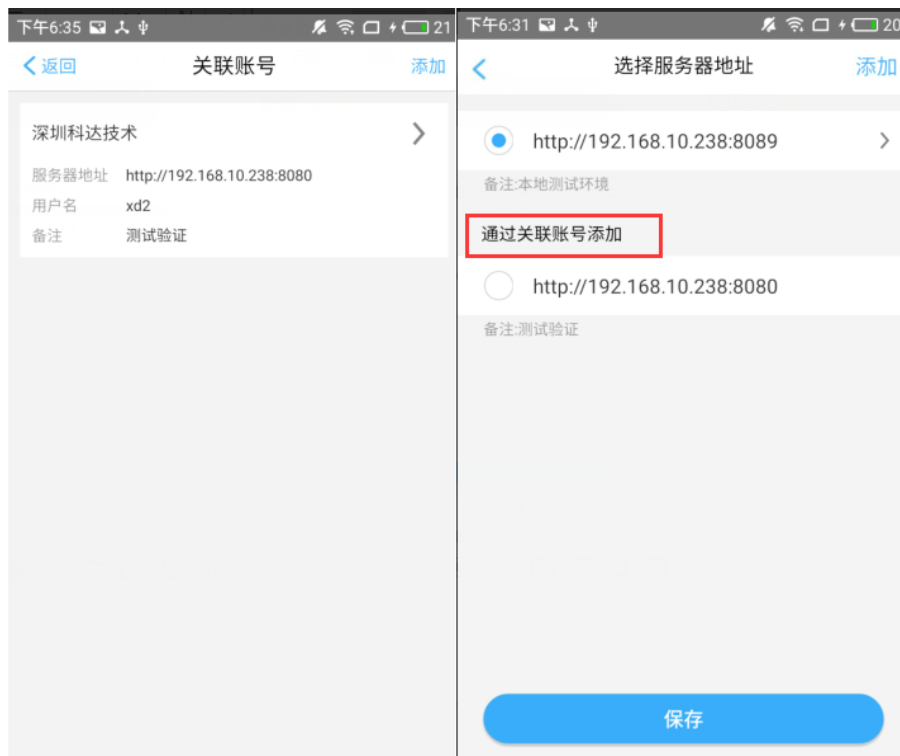 下午6:35 21
返回 关联账号 添加
深圳科达技术
服务器地址 http://192.168.10.238:8080
用户名 xd2
备注 测试验证
下午6:31 20
选择服务器地址 添加
http://192.168.10.238:8089
备注:本地测试环境
通过关联账号添加
http://192.168.10.238:8080
备注:测试验证
保存